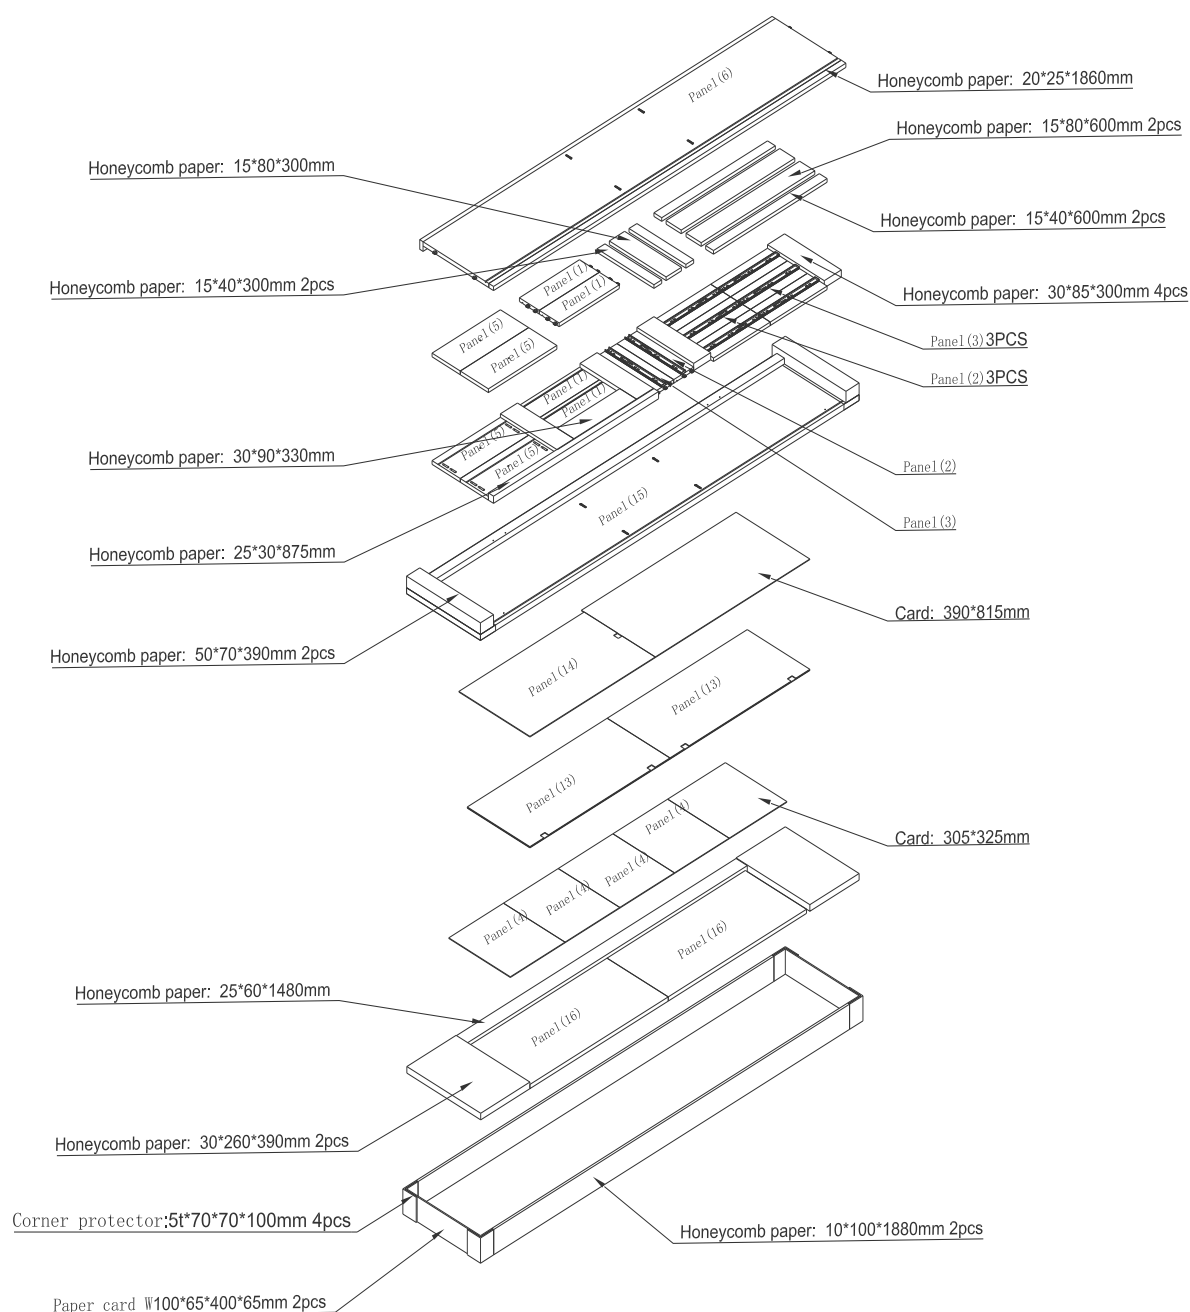 Panel(6)
Honeycomb paper: 20*25*1860mm
Honeycomb paper: 15*80*600mm 2pcs
Honeycomb paper: 15*80*300mm
Honeycomb paper: 15*40*600mm 2pcs
Honeycomb paper: 15*40*300mm 2pcs
Panel(1)
Panel(1)
Honeycomb paper: 30*85*300mm 4pcs
Panel(5)
Panel(5)
Panel(3)3PCS
Panel(2)3PCS
Panel(1)
Panel(1)
Panel(5)
Panel(5)
Honeycomb paper: 30*90*330mm
Panel(2)
Panel(15)
Panel(3)
Honeycomb paper: 25*30*875mm
Card: 390*815mm
Honeycomb paper: 50*70*390mm 2pcs
Panel(14)
Panel(13)
Panel(13)
Panel(4)
Card: 305*325mm
Panel(4)
Panel(4)
Panel(4)
Panel(16)
Honeycomb paper: 25*60*1480mm
Panel(16)
Honeycomb paper: 30*260*390mm 2pcs
Corner protector:5t*70*70*100mm 4pcs
Honeycomb paper: 10*100*1880mm 2pcs
Paper card W100*65*400*65mm 2pcs